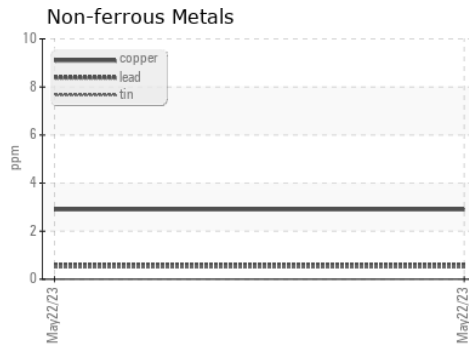 Non-ferrous Metals
10
copper
lead
tin
8
6
ppm
4
2
0
May22/23
May22/23